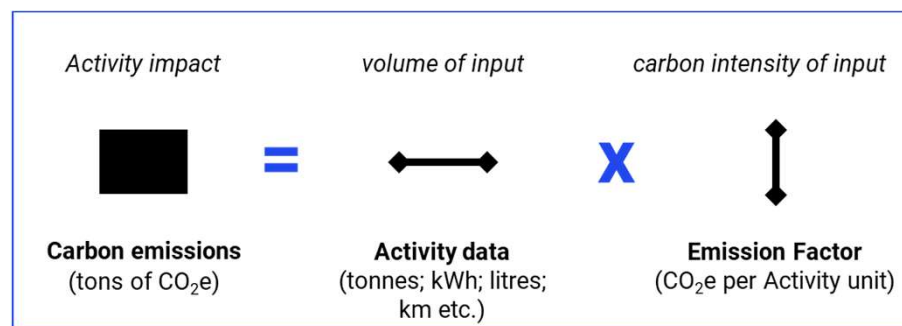 Activity impact
volume of input
carbon intensity of input
=
X
Carbon emissions
(tons of CO₂e)
Activity data
(tonnes; kWh; litres;
km etc.)
Emission Factor
(CO₂e per Activity unit)